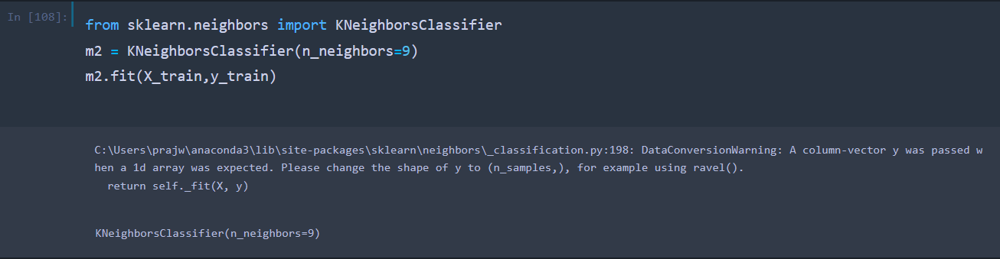 In [108]:
from sklearn.neighbors import KNeighborsClassifier
m2 = KNeighborsClassifier(n_neighbors=9)
m2.fit(X_train,y_train)
C:\Users\prajw\anaconda3\lib\site-packages\sklearn\neighbors\_classification.py:198: DataConversionWarning: A column-vector y was passed w
hen a 1d array was expected. Please change the shape of y to (n_samples,), for example using ravel().
  return self._fit(X, y)
KNeighborsClassifier(n_neighbors=9)